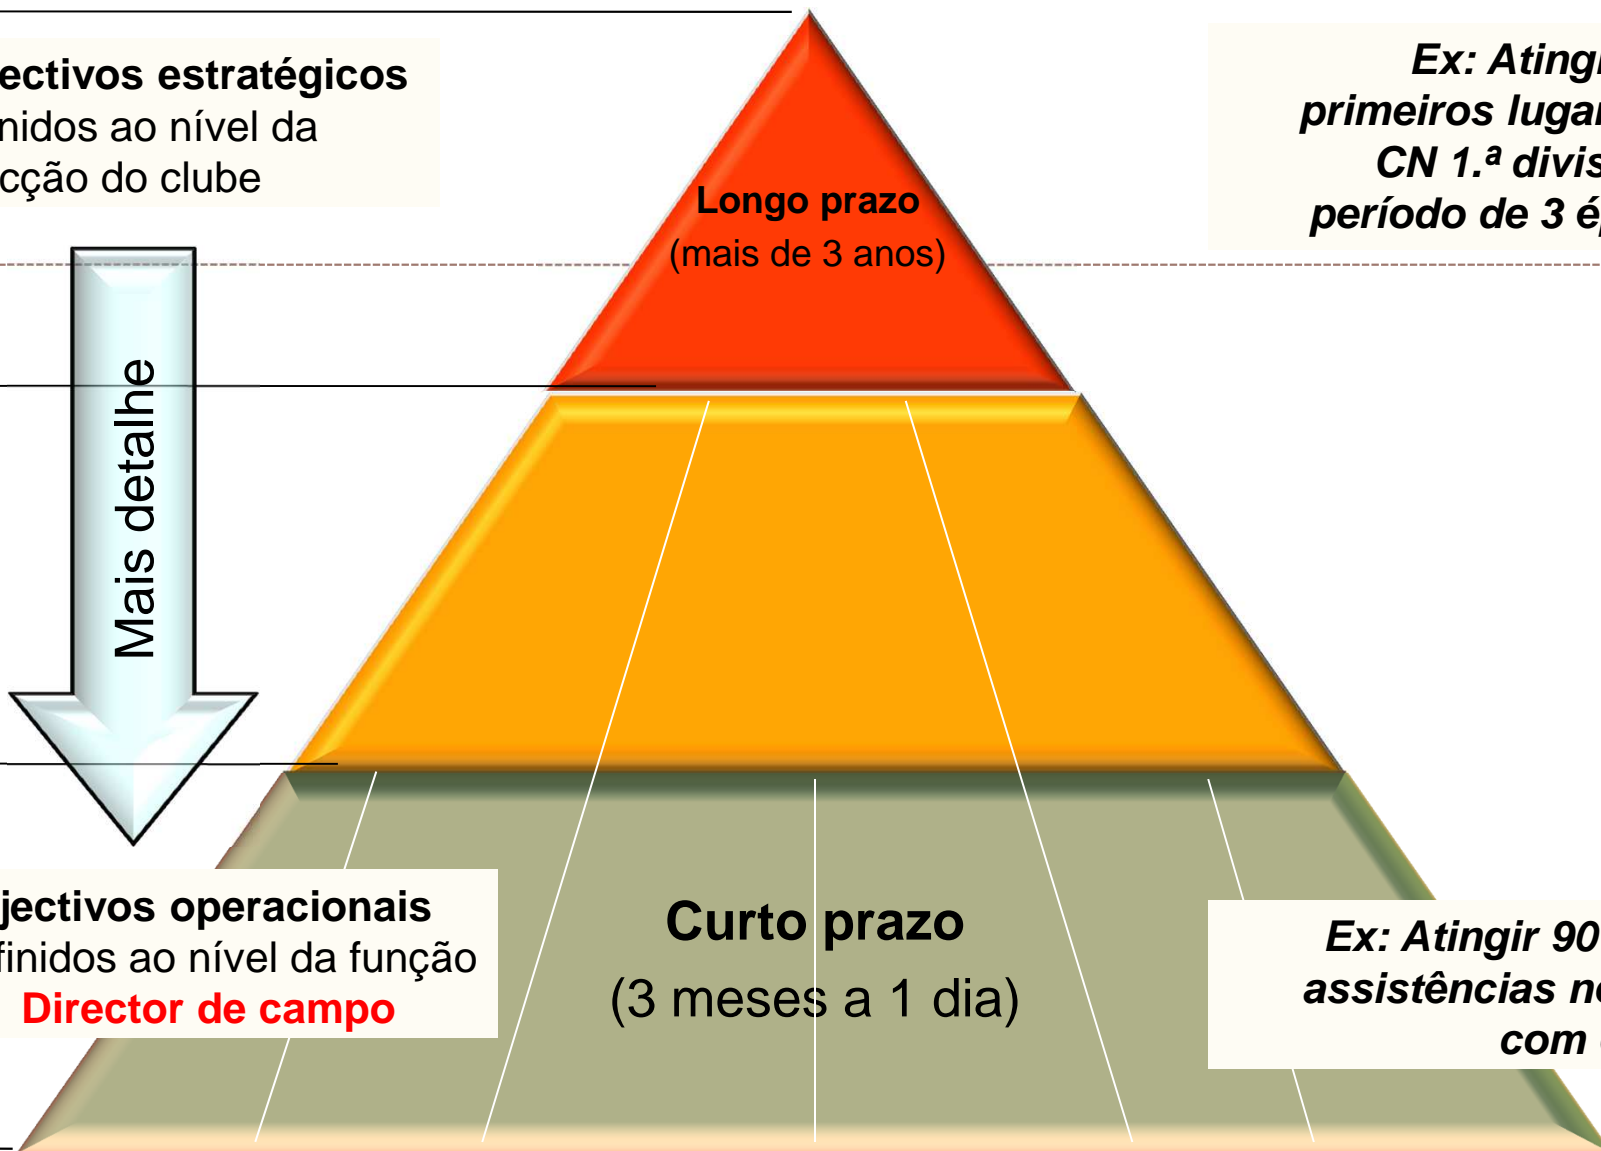 ectivos estratégicos
nidos ao nível da
cção do clube
Ex: Ating
primeiros lugar
CN 1.ª divis
período de 3 é
Longo prazo
(mais de 3 anos)
Mais detalhe
jectivos operacionais
finidos ao nível da função
Director de campo
Curto prazo
(3 meses a 1 dia)
Ex: Atingir 90
assistências n
com